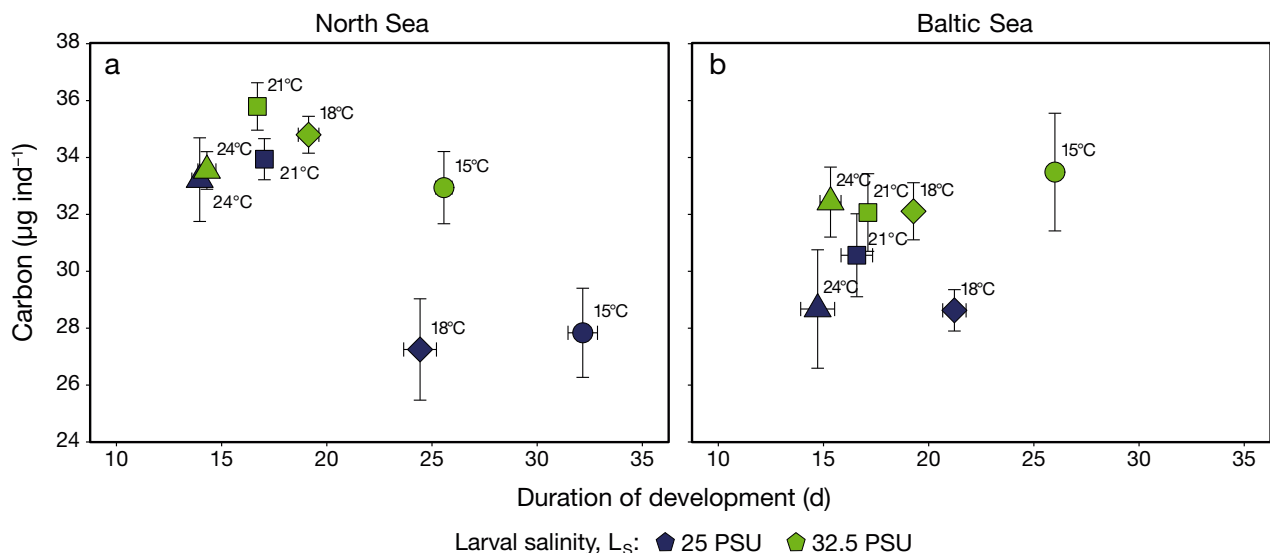 North Sea
Baltic Sea
38
36
34
32
30
28
26
24
Carbon (µg ind⁻¹)
a
21°C
18°C
24°C
21°C
24°C
15°C
18°C
15°C
b
15°C
24°C
21°C
18°C
21°C
24°C
18°C
10 15 20 25 30 35
10 15 20 25 30 35
Duration of development (d)
Larval salinity, Lₛ: 25 PSU 32.5 PSU